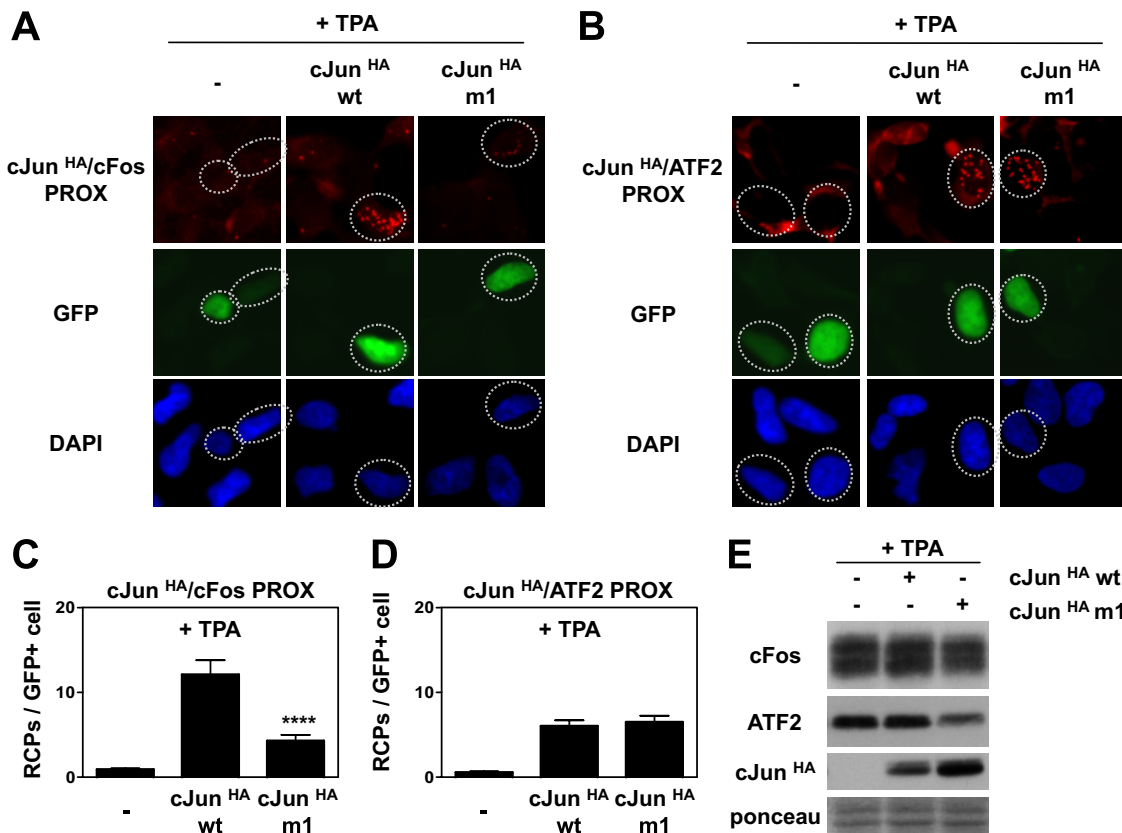 A
+ TPA
-
cJun HA
wt
cJun HA
m1
cJun HA/cFos
PROX
GFP
DAPI
B
+ TPA
-
cJun HA
wt
cJun HA
m1
cJun HA/ATF2
PROX
GFP
DAPI
C
cJun HA/cFos PROX
+ TPA
RCPs / GFP+ cell
20
10
0
****
-
cJun HA
wt
cJun HA
m1
D
cJun HA/ATF2 PROX
+ TPA
RCPs / GFP+ cell
20
10
0
-
cJun HA
wt
cJun HA
m1
E
+ TPA
- + - cJun HA wt
- - + cJun HA m1
cFos
ATF2
cJun HA
ponceau